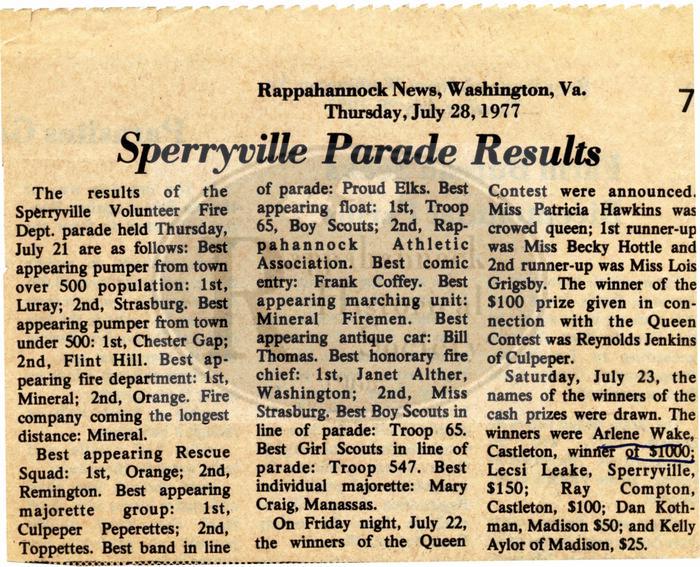 Rappahannock News, Washington, Va.
Thursday, July 28, 1977
7
Sperryville Parade Results
The results of the
Sperryville Volunteer Fire
Dept. parade held Thursday,
July 21 are as follows: Best
appearing pumper from town
over 500 population: 1st,
Luray; 2nd, Strasburg. Best
appearing pumper from town
under 500: 1st, Chester Gap;
2nd, Flint Hill. Best ap-
pearing fire department: 1st,
Mineral; 2nd, Orange. Fire
company coming the longest
distance: Mineral.
Best appearing Rescue
Squad: 1st, Orange; 2nd,
Remington. Best appearing
majorette group: 1st,
Culpeper Peperettes; 2nd,
Toppettes. Best band in line
of parade: Proud Elks. Best
appearing float: 1st, Troop
65, Boy Scouts; 2nd, Rap-
pahannock Athletic
Association. Best comic
entry: Frank Coffey. Best
appearing marching unit:
Mineral Firemen. Best
appearing antique car: Bill
Thomas. Best honorary fire
chief: 1st, Janet Alther,
Washington; 2nd, Miss
Strasburg. Best Boy Scouts in
line of parade: Troop 65.
Best Girl Scouts in line of
parade: Troop 547. Best
individual majorette: Mary
Craig, Manassas.
On Friday night, July 22,
the winners of the Queen
Contest were announced.
Miss Patricia Hawkins was
crowed queen; 1st runner-up
was Miss Becky Hottle and
2nd runner-up was Miss Lois
Grigsby. The winner of the
$100 prize given in con-
nection with the Queen
Contest was Reynolds Jenkins
of Culpeper.
Saturday, July 23, the
names of the winners of the
cash prizes were drawn. The
winners were Arlene Wake,
Castleton, winner of $1000;
Lecsi Leake, Sperryville,
$150; Ray Compton,
Castleton, $100; Dan Koth-
man, Madison $50; and Kelly
Aylor of Madison, $25.